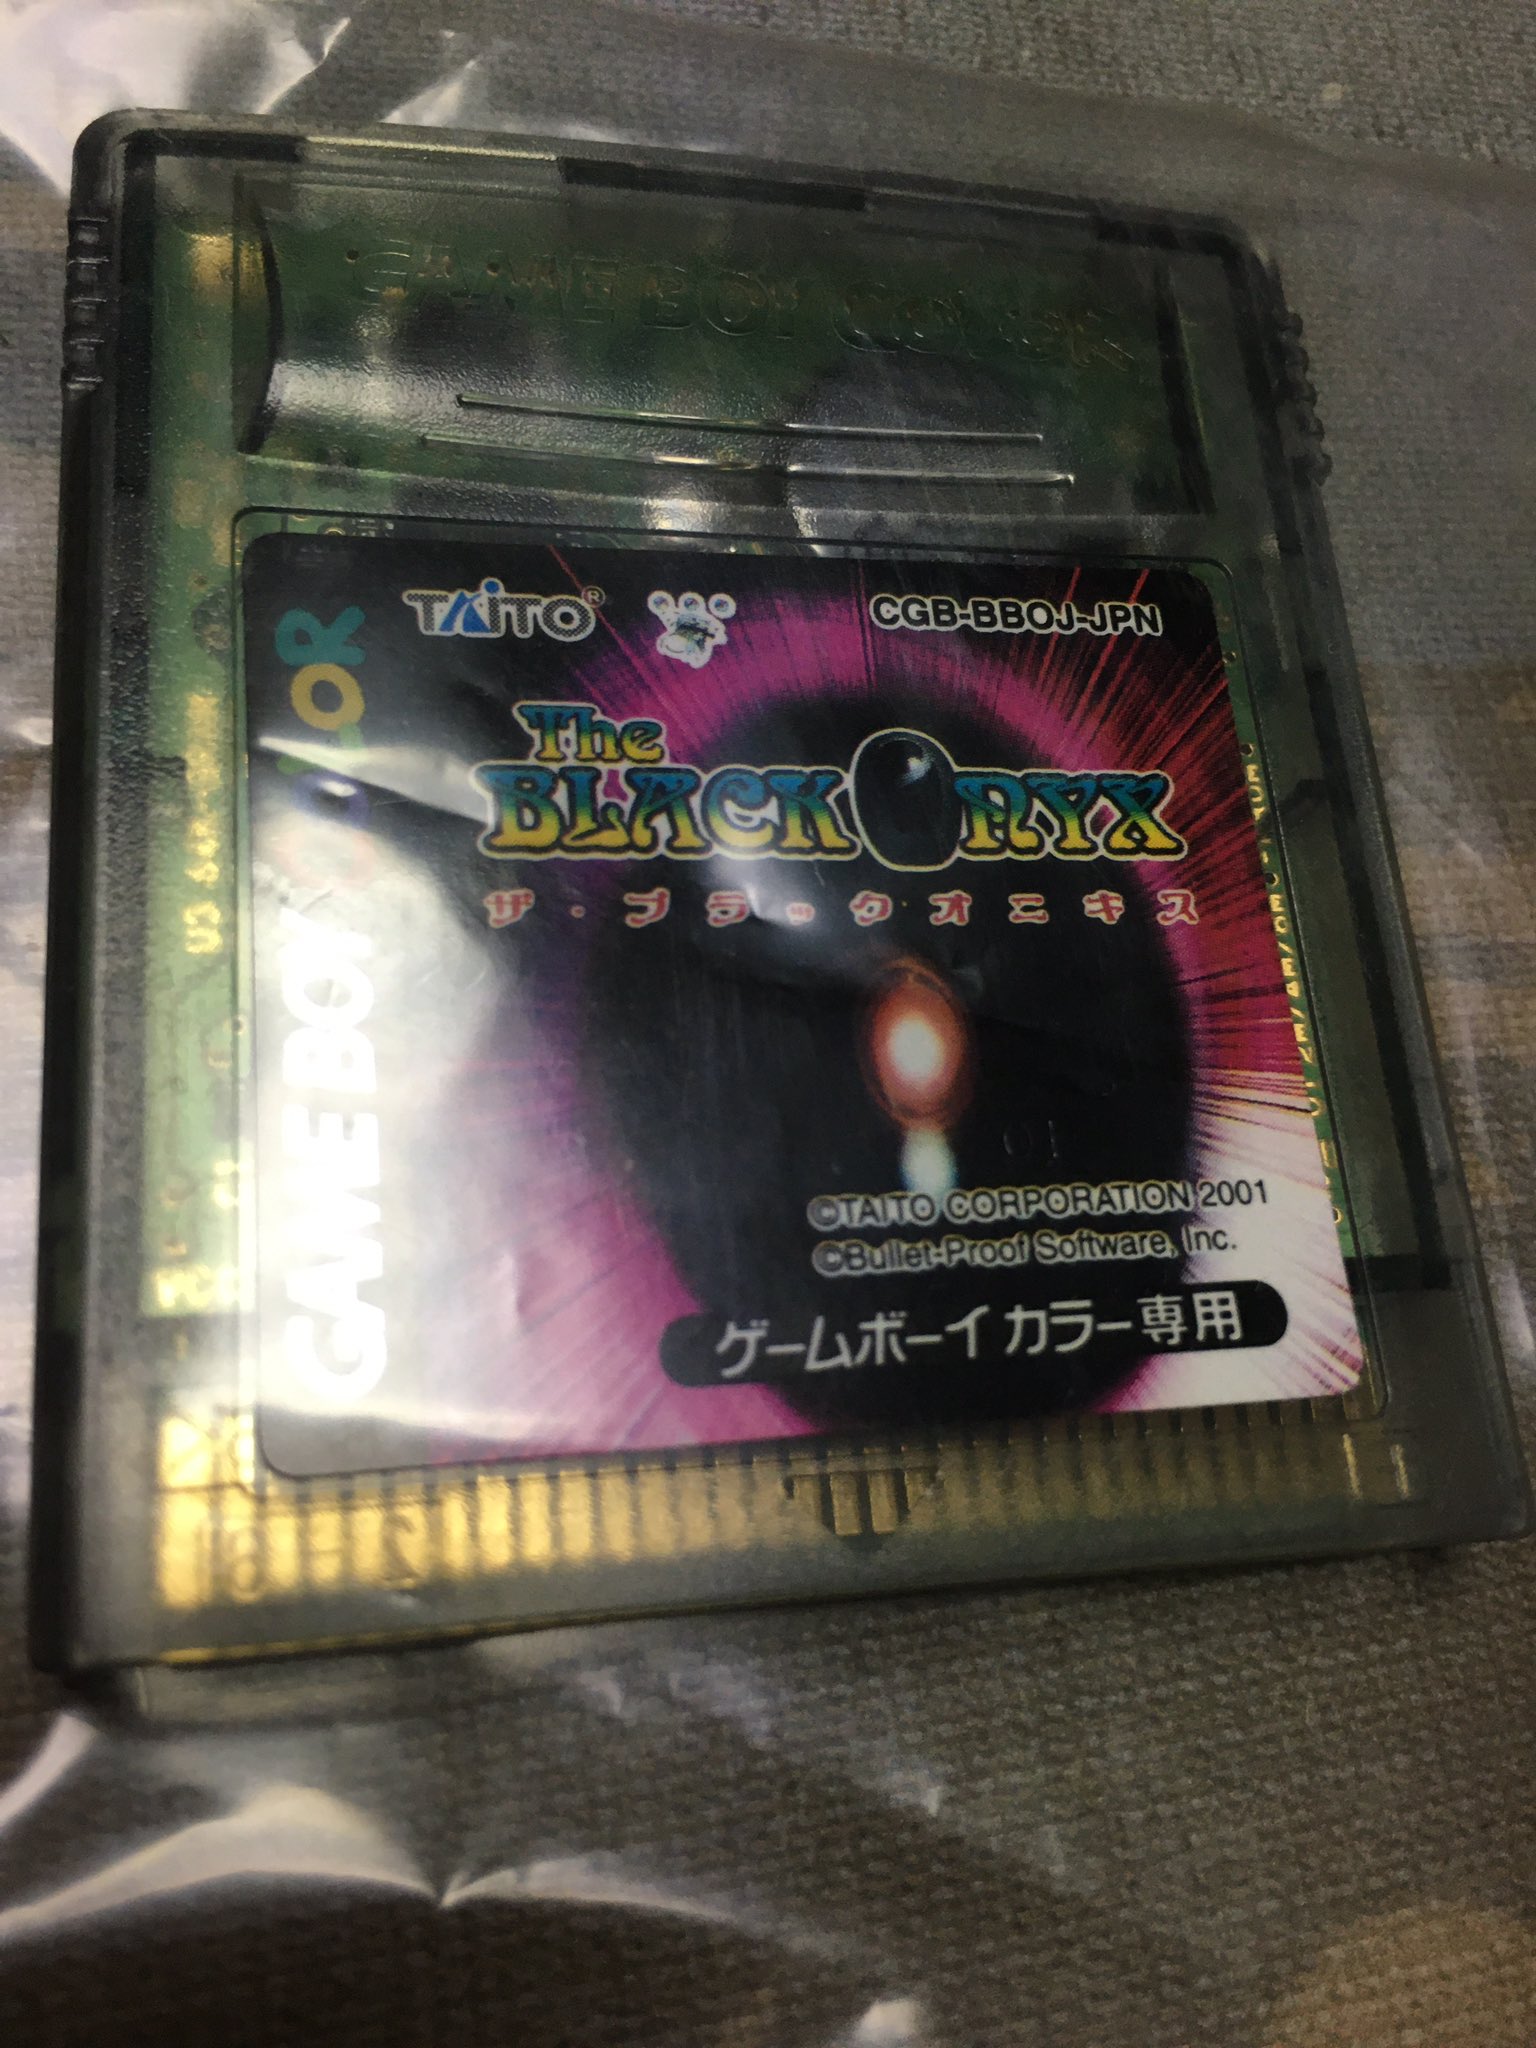 GAME BOY COLOR
TAITO®
CGB-BBOJ-JPN
The
BLACK ONYX
ザ・ブラックオニキス
GAME BOY COLOR
01
©TAITO CORPORATION 2001
©Bullet-Proof Software, Inc.
ゲームボーイ カラー専用